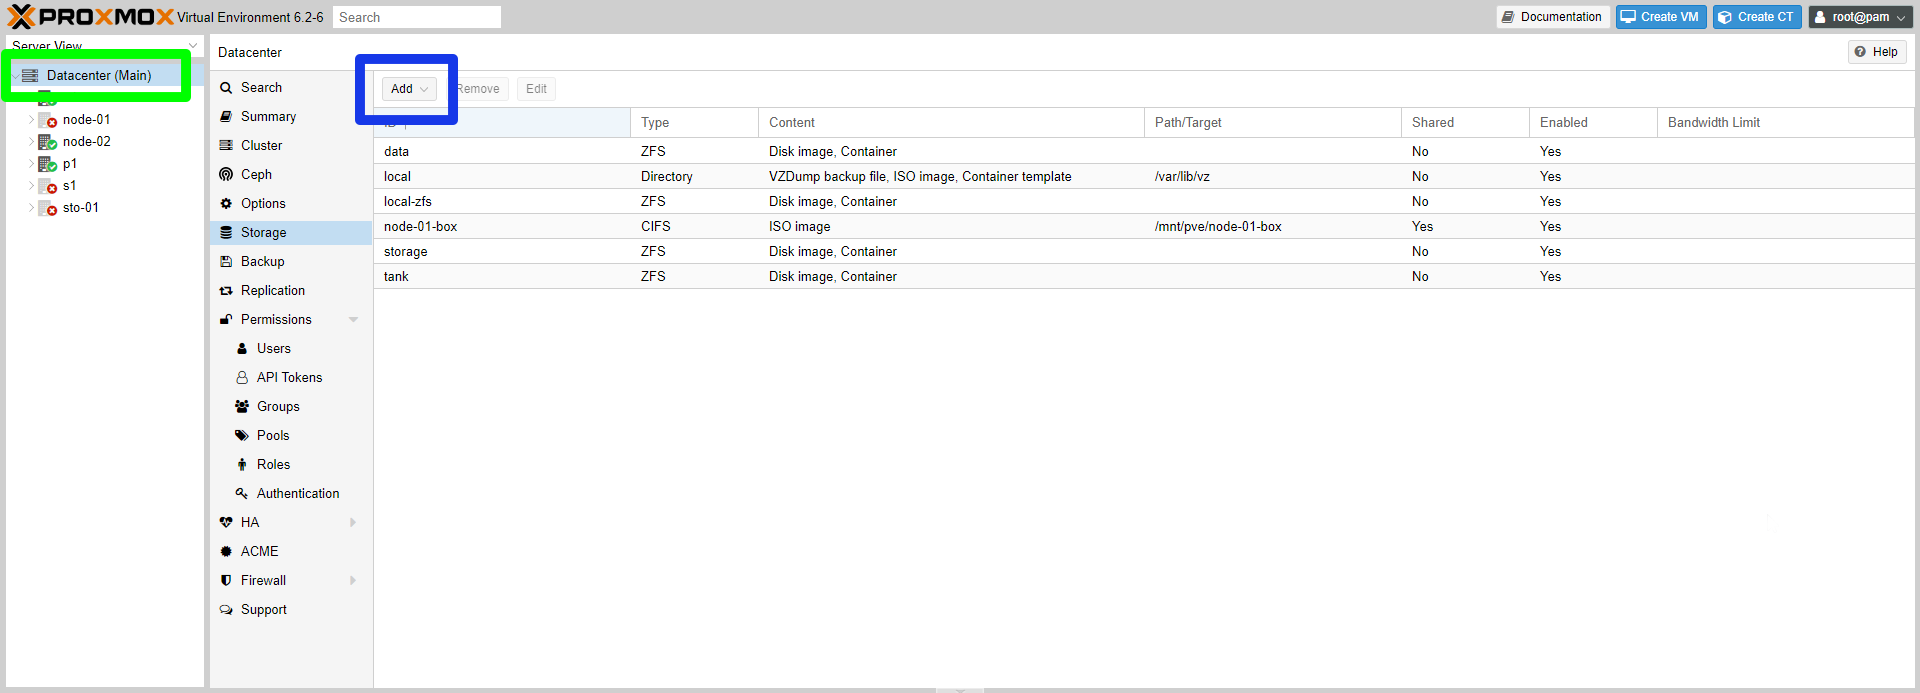 PROXMOX Virtual Environment 6.2-6 Search Documentation Create VM Create CT root@pam
Server View
Datacenter (Main)
node-01
node-02
p1
s1
sto-01
Datacenter Help
Search
Summary
Cluster
Ceph
Options
Storage
Backup
Replication
Permissions
Users
API Tokens
Groups
Pools
Roles
Authentication
HA
ACME
Firewall
Support
Add Remove Edit
ID Type Content Path/Target Shared Enabled Bandwidth Limit
data ZFS Disk image, Container No Yes
local Directory VZDump backup file, ISO image, Container template /var/lib/vz No Yes
local-zfs ZFS Disk image, Container No Yes
node-01-box CIFS ISO image /mnt/pve/node-01-box Yes Yes
storage ZFS Disk image, Container No Yes
tank ZFS Disk image, Container No Yes